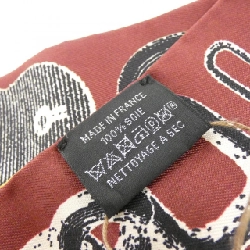 MADE IN FRANCE
100% SOIE
NETTOYAGE A SEC